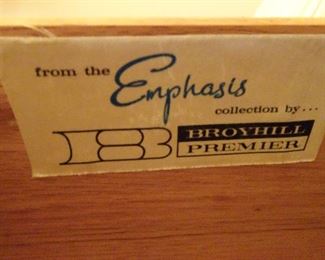 from the Emphasis
collection by...
B BROYHILL
PREMIER